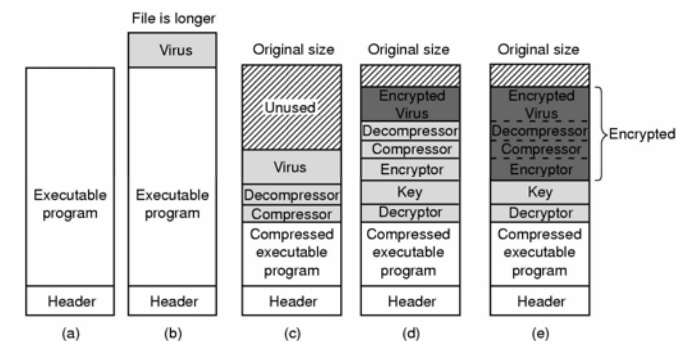 File is longer
Virus
Executable
program
Header
(a)
Executable
program
Header
(b)
Original size
Unused
Virus
Decompressor
Compressor
Compressed
executable
program
Header
(c)
Original size
Encrypted
Virus
Decompressor
Compressor
Encryptor
Key
Decryptor
Compressed
executable
program
Header
(d)
Original size
Encrypted
Virus
Decompressor
Compressor
Encryptor
Key
Decryptor
Compressed
executable
program
Header
(e)
Encrypted